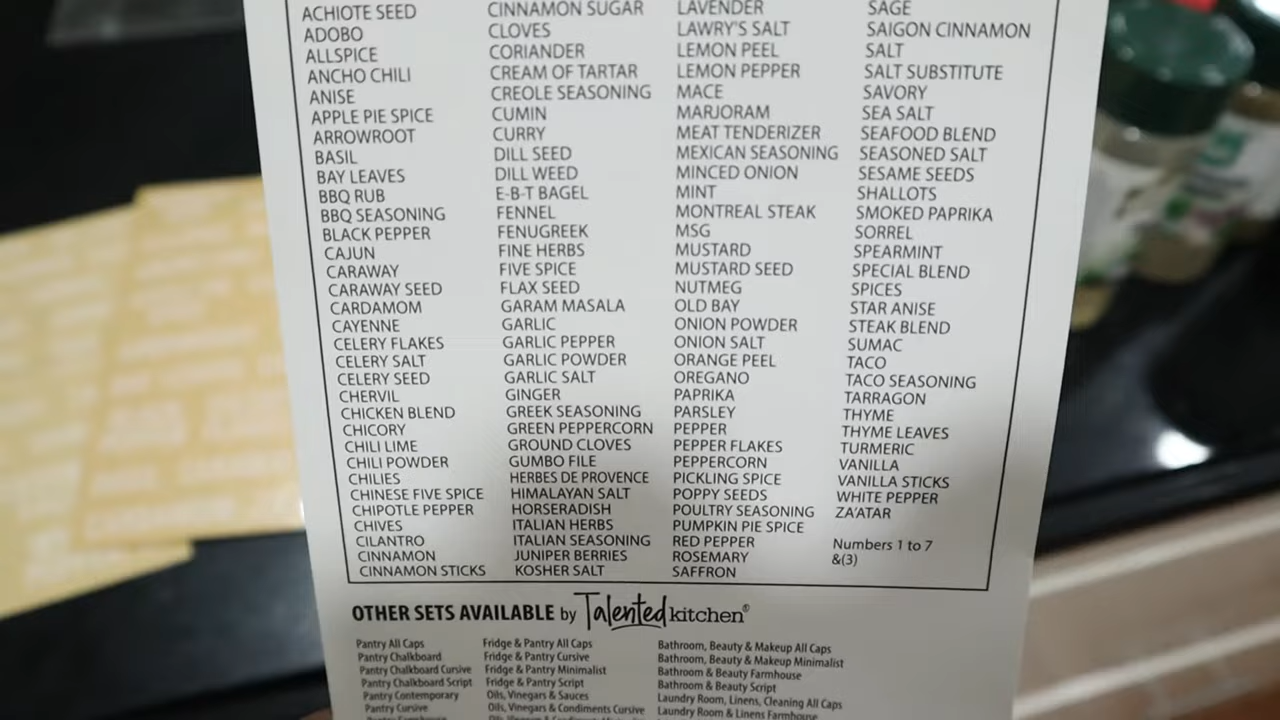 ACHIOTE SEED
ADOBO
ALLSPICE
ANCHO CHILI
ANISE
APPLE PIE SPICE
ARROWROOT
BASIL
BAY LEAVES
BBQ RUB
BBQ SEASONING
BLACK PEPPER
CAJUN
CARAWAY
CARAWAY SEED
CARDAMOM
CAYENNE
CELERY FLAKES
CELERY SALT
CELERY SEED
CHERVIL
CHICKEN BLEND
CHICORY
CHILI LIME
CHILI POWDER
CHILIES
CHINESE FIVE SPICE
CHIPOTLE PEPPER
CHIVES
CILANTRO
CINNAMON
CINNAMON STICKS
CINNAMON SUGAR
CLOVES
CORIANDER
CREAM OF TARTAR
CREOLE SEASONING
CUMIN
CURRY
DILL SEED
DILL WEED
E-B-T BAGEL
FENNEL
FENUGREEK
FINE HERBS
FIVE SPICE
FLAX SEED
GARAM MASALA
GARLIC
GARLIC PEPPER
GARLIC POWDER
GARLIC SALT
GINGER
GREEK SEASONING
GREEN PEPPERCORN
GROUND CLOVES
GUMBO FILE
HERBES DE PROVENCE
HIMALAYAN SALT
HORSERADISH
ITALIAN HERBS
ITALIAN SEASONING
JUNIPER BERRIES
KOSHER SALT
LAVENDER
LAWRY'S SALT
LEMON PEEL
LEMON PEPPER
MACE
MARJORAM
MEAT TENDERIZER
MEXICAN SEASONING
MINCED ONION
MINT
MONTREAL STEAK
MSG
MUSTARD
MUSTARD SEED
NUTMEG
OLD BAY
ONION POWDER
ONION SALT
ORANGE PEEL
OREGANO
PAPRIKA
PARSLEY
PEPPER
PEPPER FLAKES
PEPPERCORN
PICKLING SPICE
POPPY SEEDS
POULTRY SEASONING
PUMPKIN PIE SPICE
RED PEPPER
ROSEMARY
SAFFRON
SAGE
SAIGON CINNAMON
SALT
SALT SUBSTITUTE
SAVORY
SEA SALT
SEAFOOD BLEND
SEASONED SALT
SESAME SEEDS
SHALLOTS
SMOKED PAPRIKA
SORREL
SPEARMINT
SPECIAL BLEND
SPICES
STAR ANISE
STEAK BLEND
SUMAC
TACO
TACO SEASONING
TARRAGON
THYME
THYME LEAVES
TURMERIC
VANILLA
VANILLA STICKS
WHITE PEPPER
ZA'ATAR
Numbers 1 to 7
&(3)
OTHER SETS AVAILABLE by Talented kitchen®
Pantry All Caps
Pantry Chalkboard
Pantry Chalkboard Cursive
Pantry Chalkboard Script
Pantry Contemporary
Pantry Cursive
Fridge & Pantry All Caps
Fridge & Pantry Cursive
Fridge & Pantry Minimalist
Fridge & Pantry Script
Oils, Vinegars & Sauces
Oils, Vinegars & Condiments Cursive
Bathroom, Beauty & Makeup All Caps
Bathroom, Beauty & Makeup Minimalist
Bathroom & Beauty Farmhouse
Bathroom & Beauty Script
Laundry Room, Linens, Cleaning All Caps
Laundry Room & Linens Farmhouse